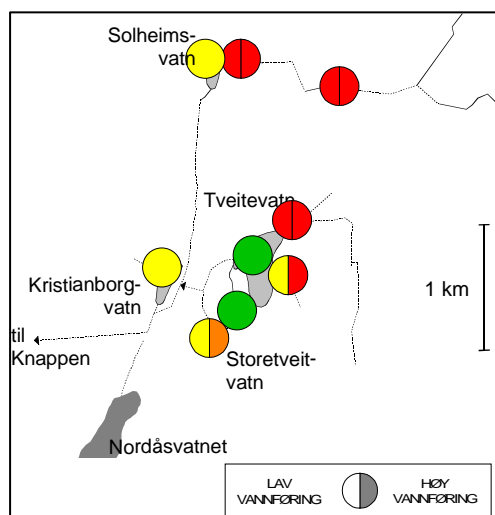 Solheims-
vatn
Tveitevatn
Kristianborg-
vatn
1 km
til
Knappen
Storetveit-
vatn
Nordåsvatnet
LAV
VANNFØRING
HØY
VANNFØRING